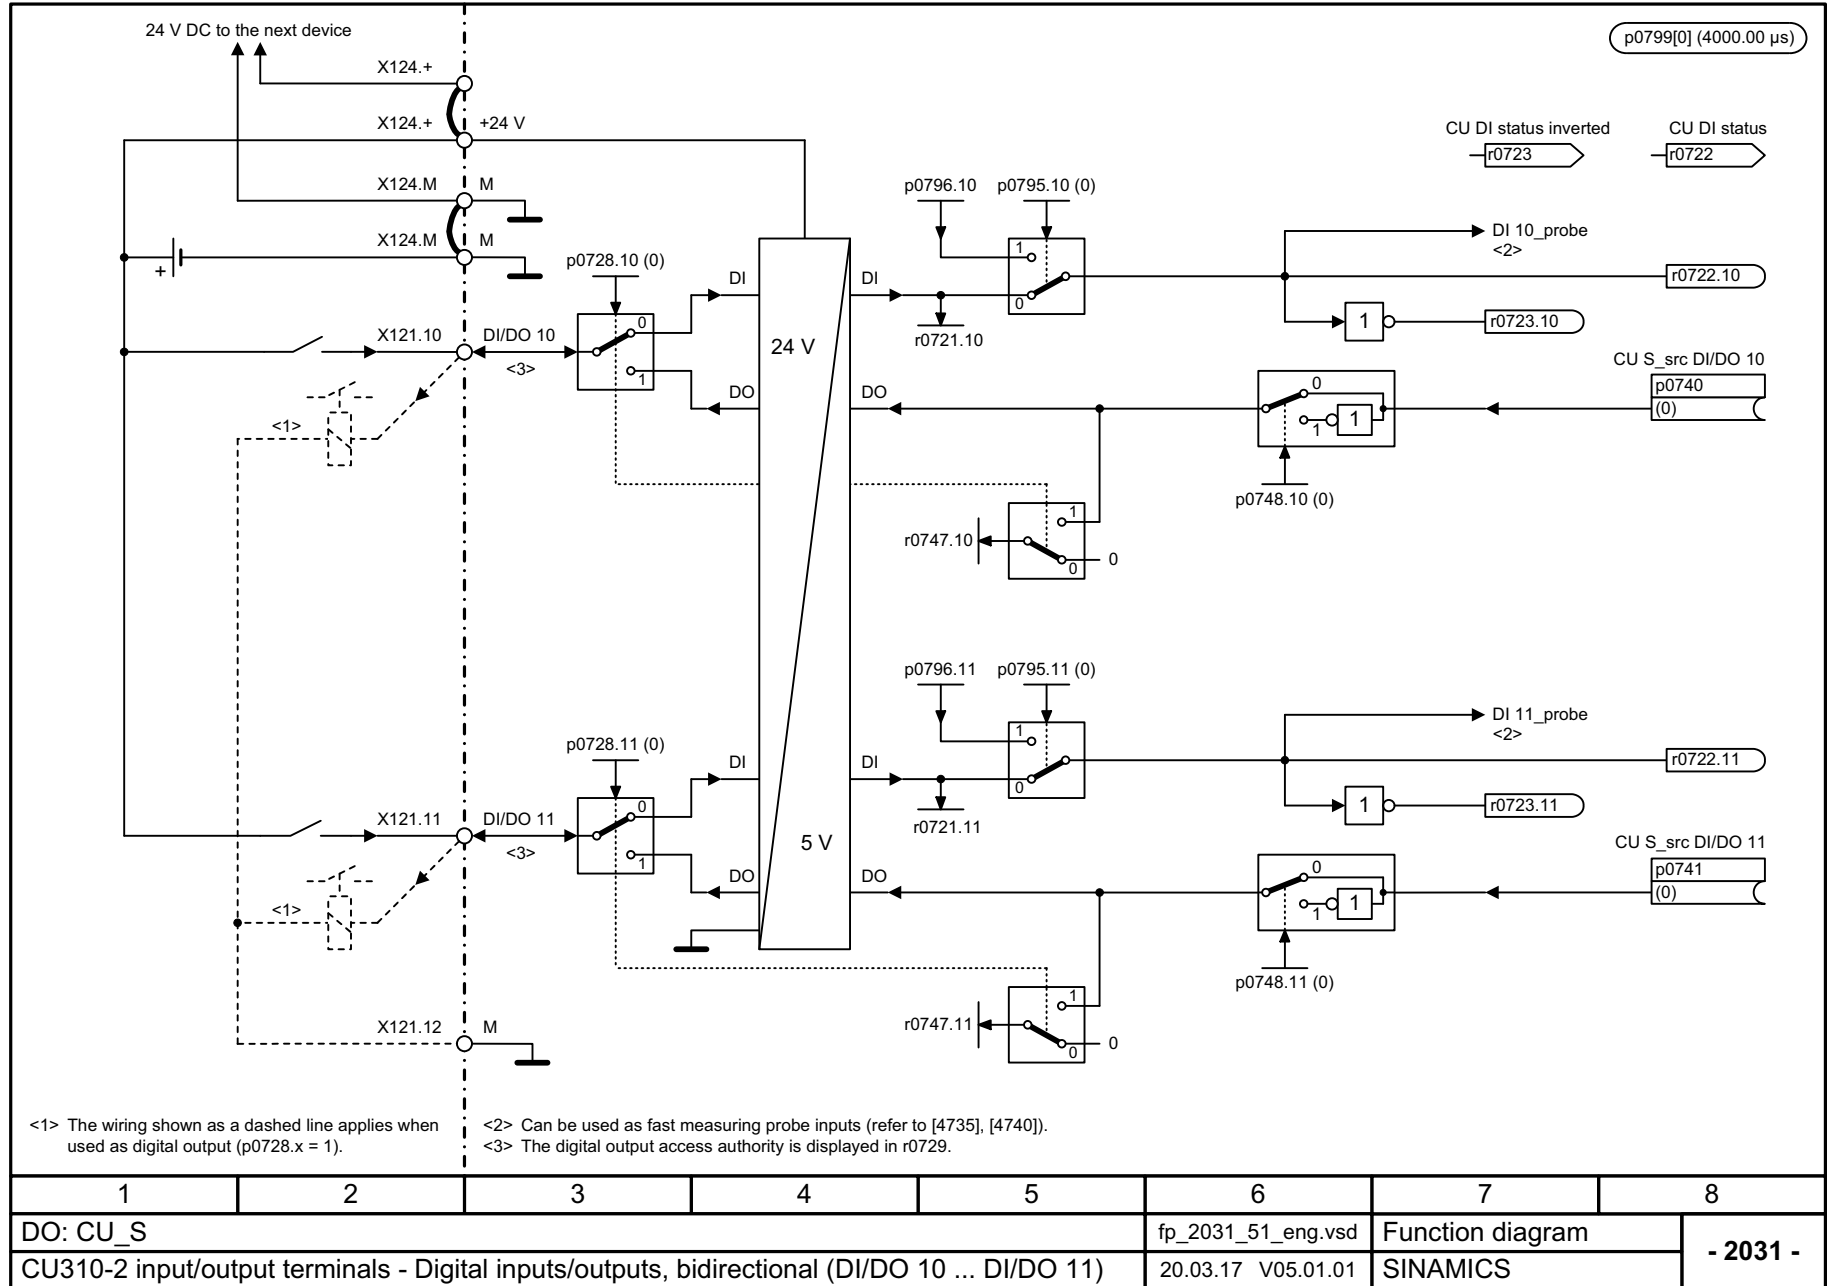 24 V DC to the next device
p0799[0] (4000.00 µs)
X124.+
X124.+
+24 V
CU DI status inverted
CU DI status
r0723
r0722
X124.M
M
p0796.10
p0795.10 (0)
X124.M
M
DI 10_probe
<2>
+
p0728.10 (0)
DI
DI
1
0
r0722.10
X121.10
DI/DO 10
<3>
0
1
24 V
r0721.10
1
r0723.10
CU S_src DI/DO 10
p0740
(0)
DO
DO
0
1
1
<1>
p0748.10 (0)
r0747.10
1
0
0
p0796.11
p0795.11 (0)
DI 11_probe
<2>
p0728.11 (0)
DI
DI
1
0
r0722.11
X121.11
DI/DO 11
<3>
0
1
5 V
r0721.11
1
r0723.11
CU S_src DI/DO 11
p0741
(0)
DO
DO
0
1
1
<1>
p0748.11 (0)
X121.12
M
r0747.11
1
0
0
<1> The wiring shown as a dashed line applies when
used as digital output (p0728.x = 1).
<2> Can be used as fast measuring probe inputs (refer to [4735], [4740]).
<3> The digital output access authority is displayed in r0729.
1 2 3 4 5 6 7 8
DO: CU_S
fp_2031_51_eng.vsd
Function diagram
- 2031 -
CU310-2 input/output terminals - Digital inputs/outputs, bidirectional (DI/DO 10 ... DI/DO 11)
20.03.17 V05.01.01
SINAMICS